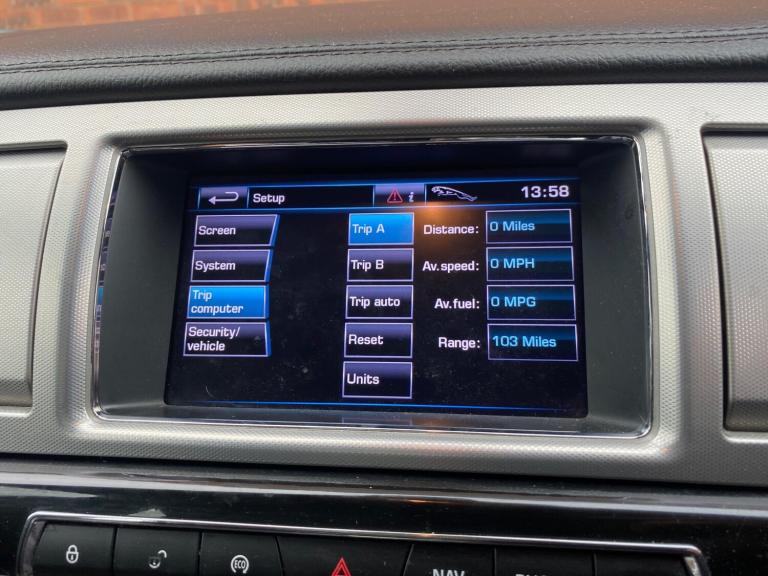 Setup
i
13:58
Screen
System
Trip
computer
Security/
vehicle
Trip A
Trip B
Trip auto
Reset
Units
Distance: 0 Miles
Av.speed: 0 MPH
Av.fuel: 0 MPG
Range: 103 Miles
ECO
NAV